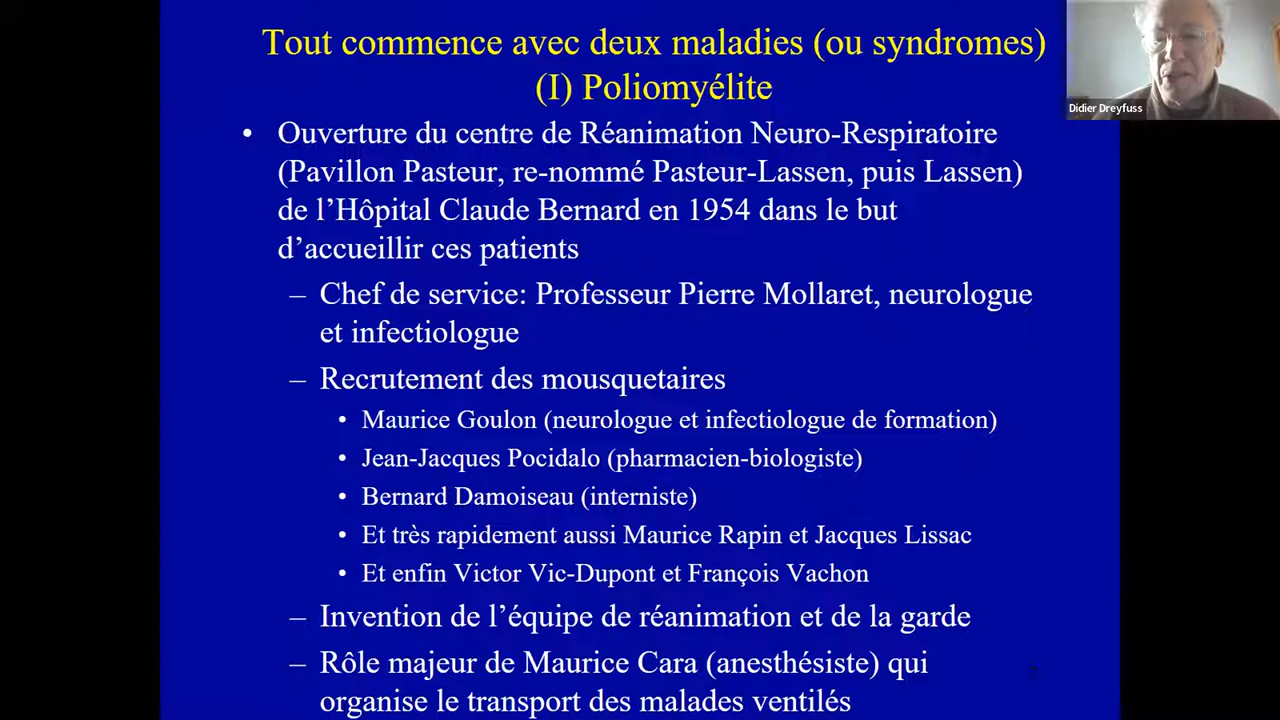 Tout commence avec deux maladies (ou syndromes)
(I) Poliomyélite
Didier Dreyfuss
• Ouverture du centre de Réanimation Neuro-Respiratoire
(Pavillon Pasteur, re-nommé Pasteur-Lassen, puis Lassen)
de l’Hôpital Claude Bernard en 1954 dans le but
d’accueillir ces patients
– Chef de service: Professeur Pierre Mollaret, neurologue
et infectiologue
– Recrutement des mousquetaires
• Maurice Goulon (neurologue et infectiologue de formation)
• Jean-Jacques Pocidalo (pharmacien-biologiste)
• Bernard Damoiseau (interniste)
• Et très rapidement aussi Maurice Rapin et Jacques Lissac
• Et enfin Victor Vic-Dupont et François Vachon
– Invention de l’équipe de réanimation et de la garde
– Rôle majeur de Maurice Cara (anesthésiste) qui
organise le transport des malades ventilés
7